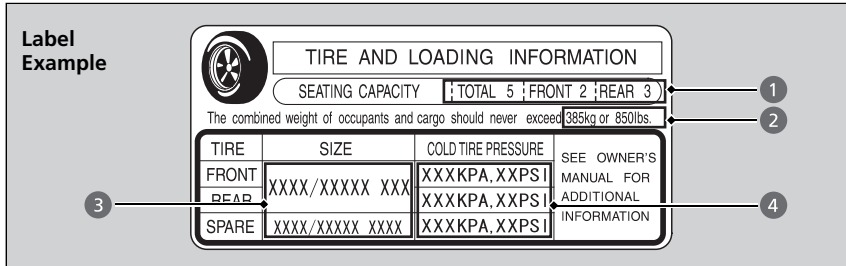 Label
Example
TIRE AND LOADING INFORMATION
SEATING CAPACITY TOTAL 5 FRONT 2 REAR 3 1
The combined weight of occupants and cargo should never exceed 385kg or 850lbs. 2
TIRE SIZE COLD TIRE PRESSURE SEE OWNER'S
MANUAL FOR
ADDITIONAL
INFORMATION
FRONT XXXX/XXXXX XXX XXXKPA,XXPSI
REAR XXXKPA,XXPSI
SPARE XXXX/XXXXX XXXX XXXKPA,XXPSI
3 4